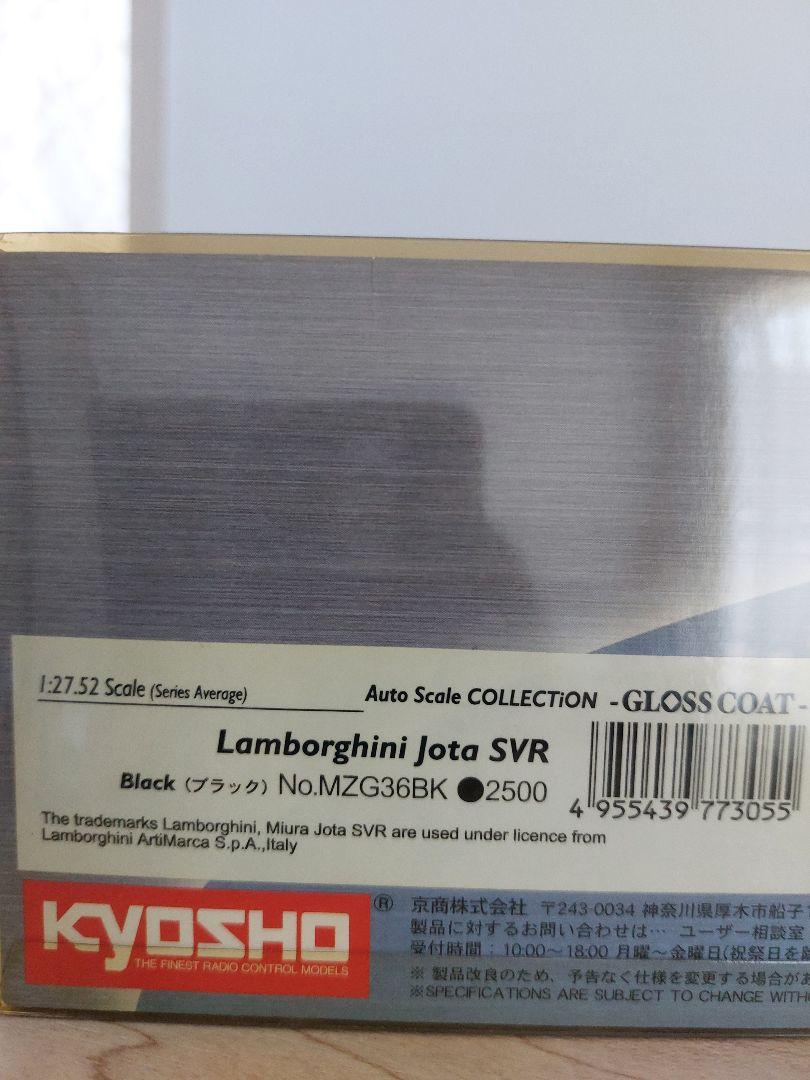 1:27.52 Scale (Series Average)
Auto Scale COLLECTiON -GLOSS COAT-
Lamborghini Jota SVR
Black (ブラック) No.MZG36BK ●2500
4 955439 773055
The trademarks Lamborghini, Miura Jota SVR are used under licence from
Lamborghini ArtiMarca S.p.A.,Italy
KYOSHO ®
THE FINEST RADIO CONTROL MODELS
京商株式会社 〒243-0034 神奈川県厚木市船子
製品に対するお問い合わせは… ユーザー相談室
受付時間：10:00～18:00 月曜～金曜日(祝祭日を
※ 製品改良のため、予告なく仕様を変更する場合が
※SPECIFICATIONS ARE SUBJECT TO CHANGE